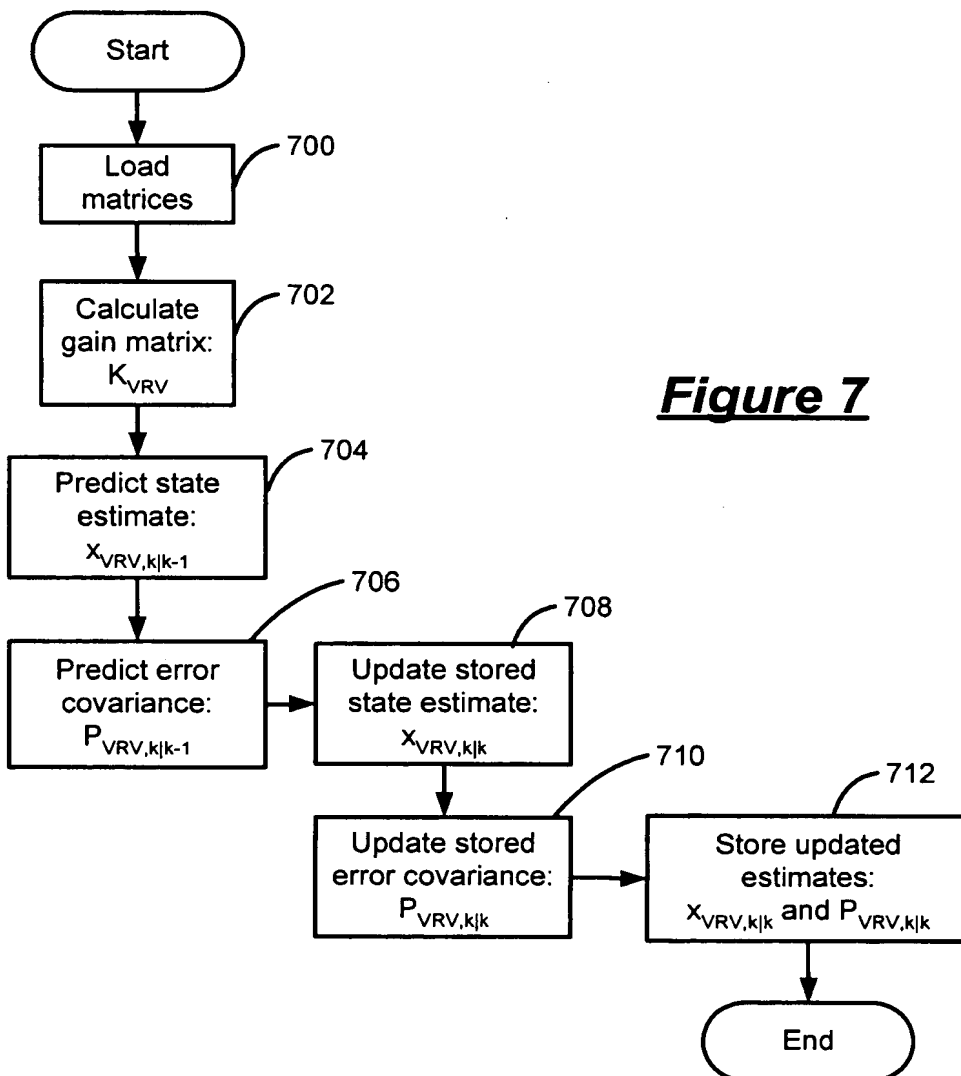 Start
700
Load
matrices
702
Calculate
gain matrix:
K_VRV
Figure 7
704
Predict state
estimate:
x_VRV,k|k-1
706
Predict error
covariance:
P_VRV,k|k-1
708
Update stored
state estimate:
x_VRV,k|k
710
Update stored
error covariance:
P_VRV,k|k
712
Store updated
estimates:
x_VRV,k|k and P_VRV,k|k
End